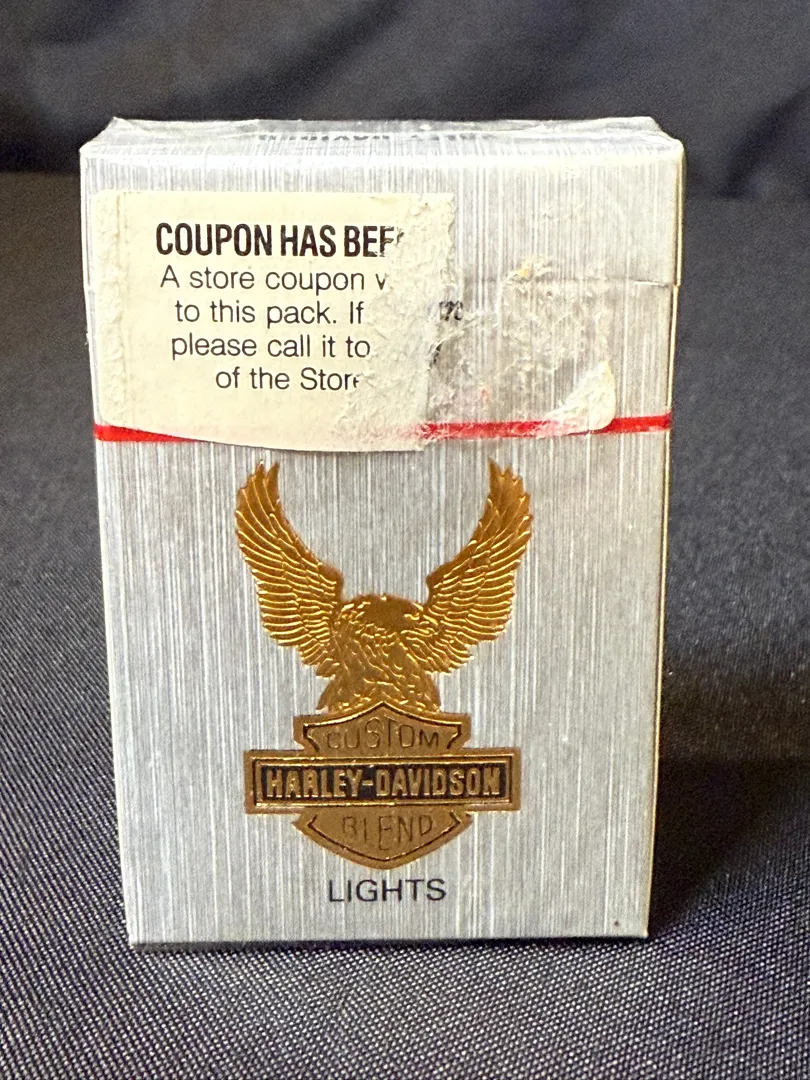 COUPON HAS BEE
A store coupon
to this pack. If
please call it to
of the Store
CUSTOM
HARLEY-DAVIDSON
BLEND
LIGHTS